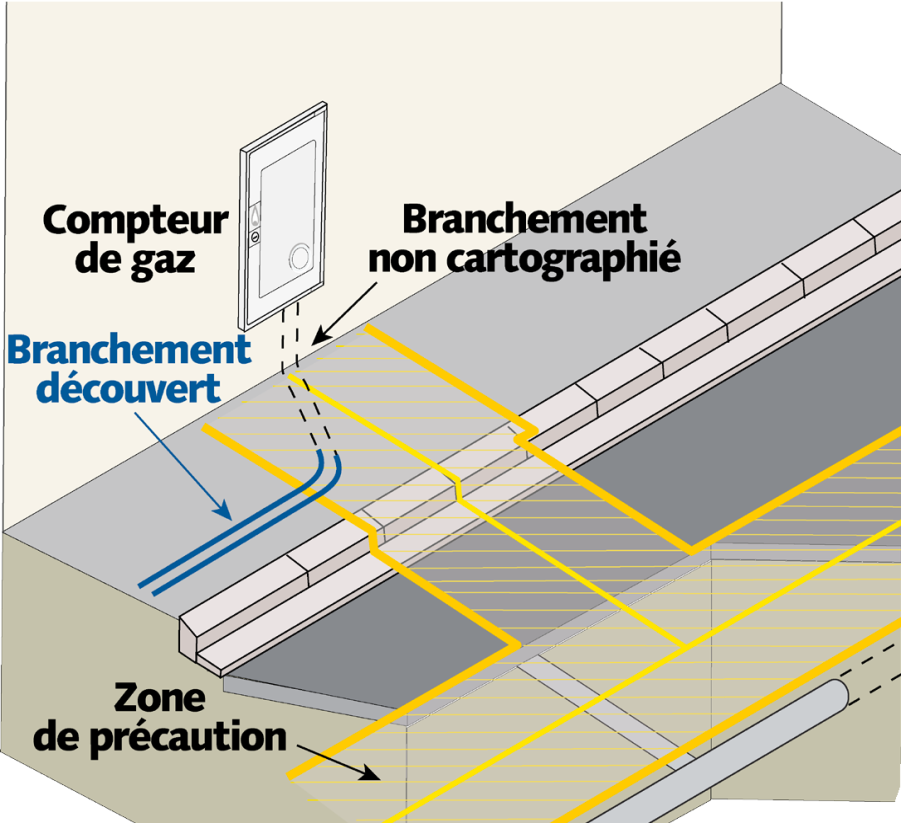 Compteur
de gaz
Branchement
non cartographié
Branchement
découvert
Zone
de précaution